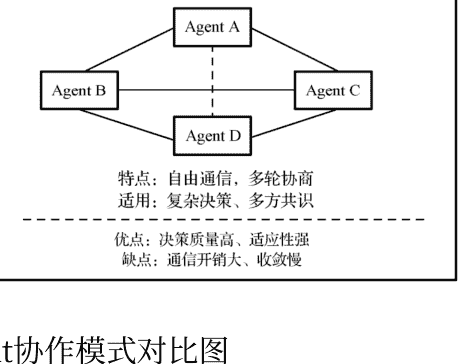 Agent A
Agent B
Agent C
Agent D
特点：自由通信，多轮协商
适用：复杂决策、多方共识
优点：决策质量高、适应性强
缺点：通信开销大、收敛慢
t协作模式对比图